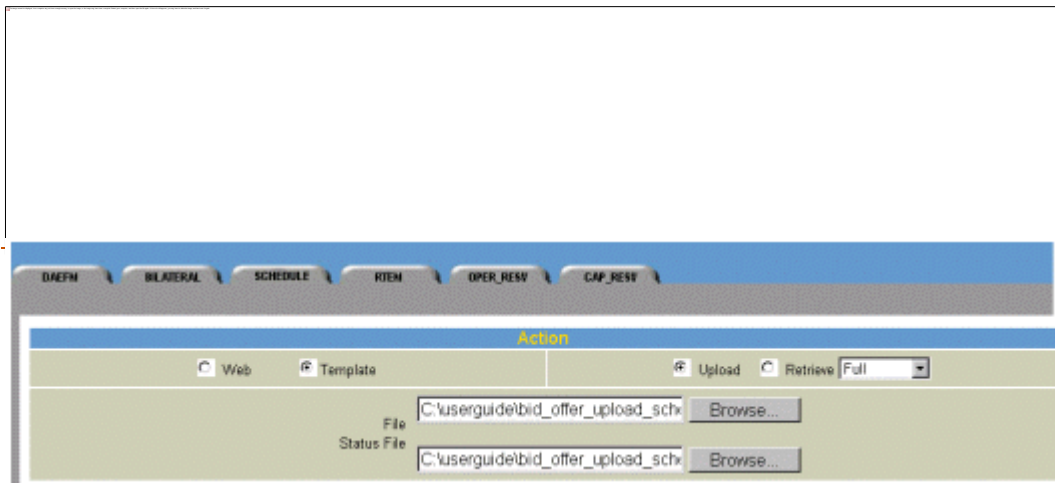 DAEFM BILATERAL SCHEDULE RTEM OPER_RESV CAP_RESV
Action
Web Template Upload Retrieve Full
File C:\userguide\bid_offer_upload_sch Browse...
Status File C:\userguide\bid_offer_upload_sch Browse...